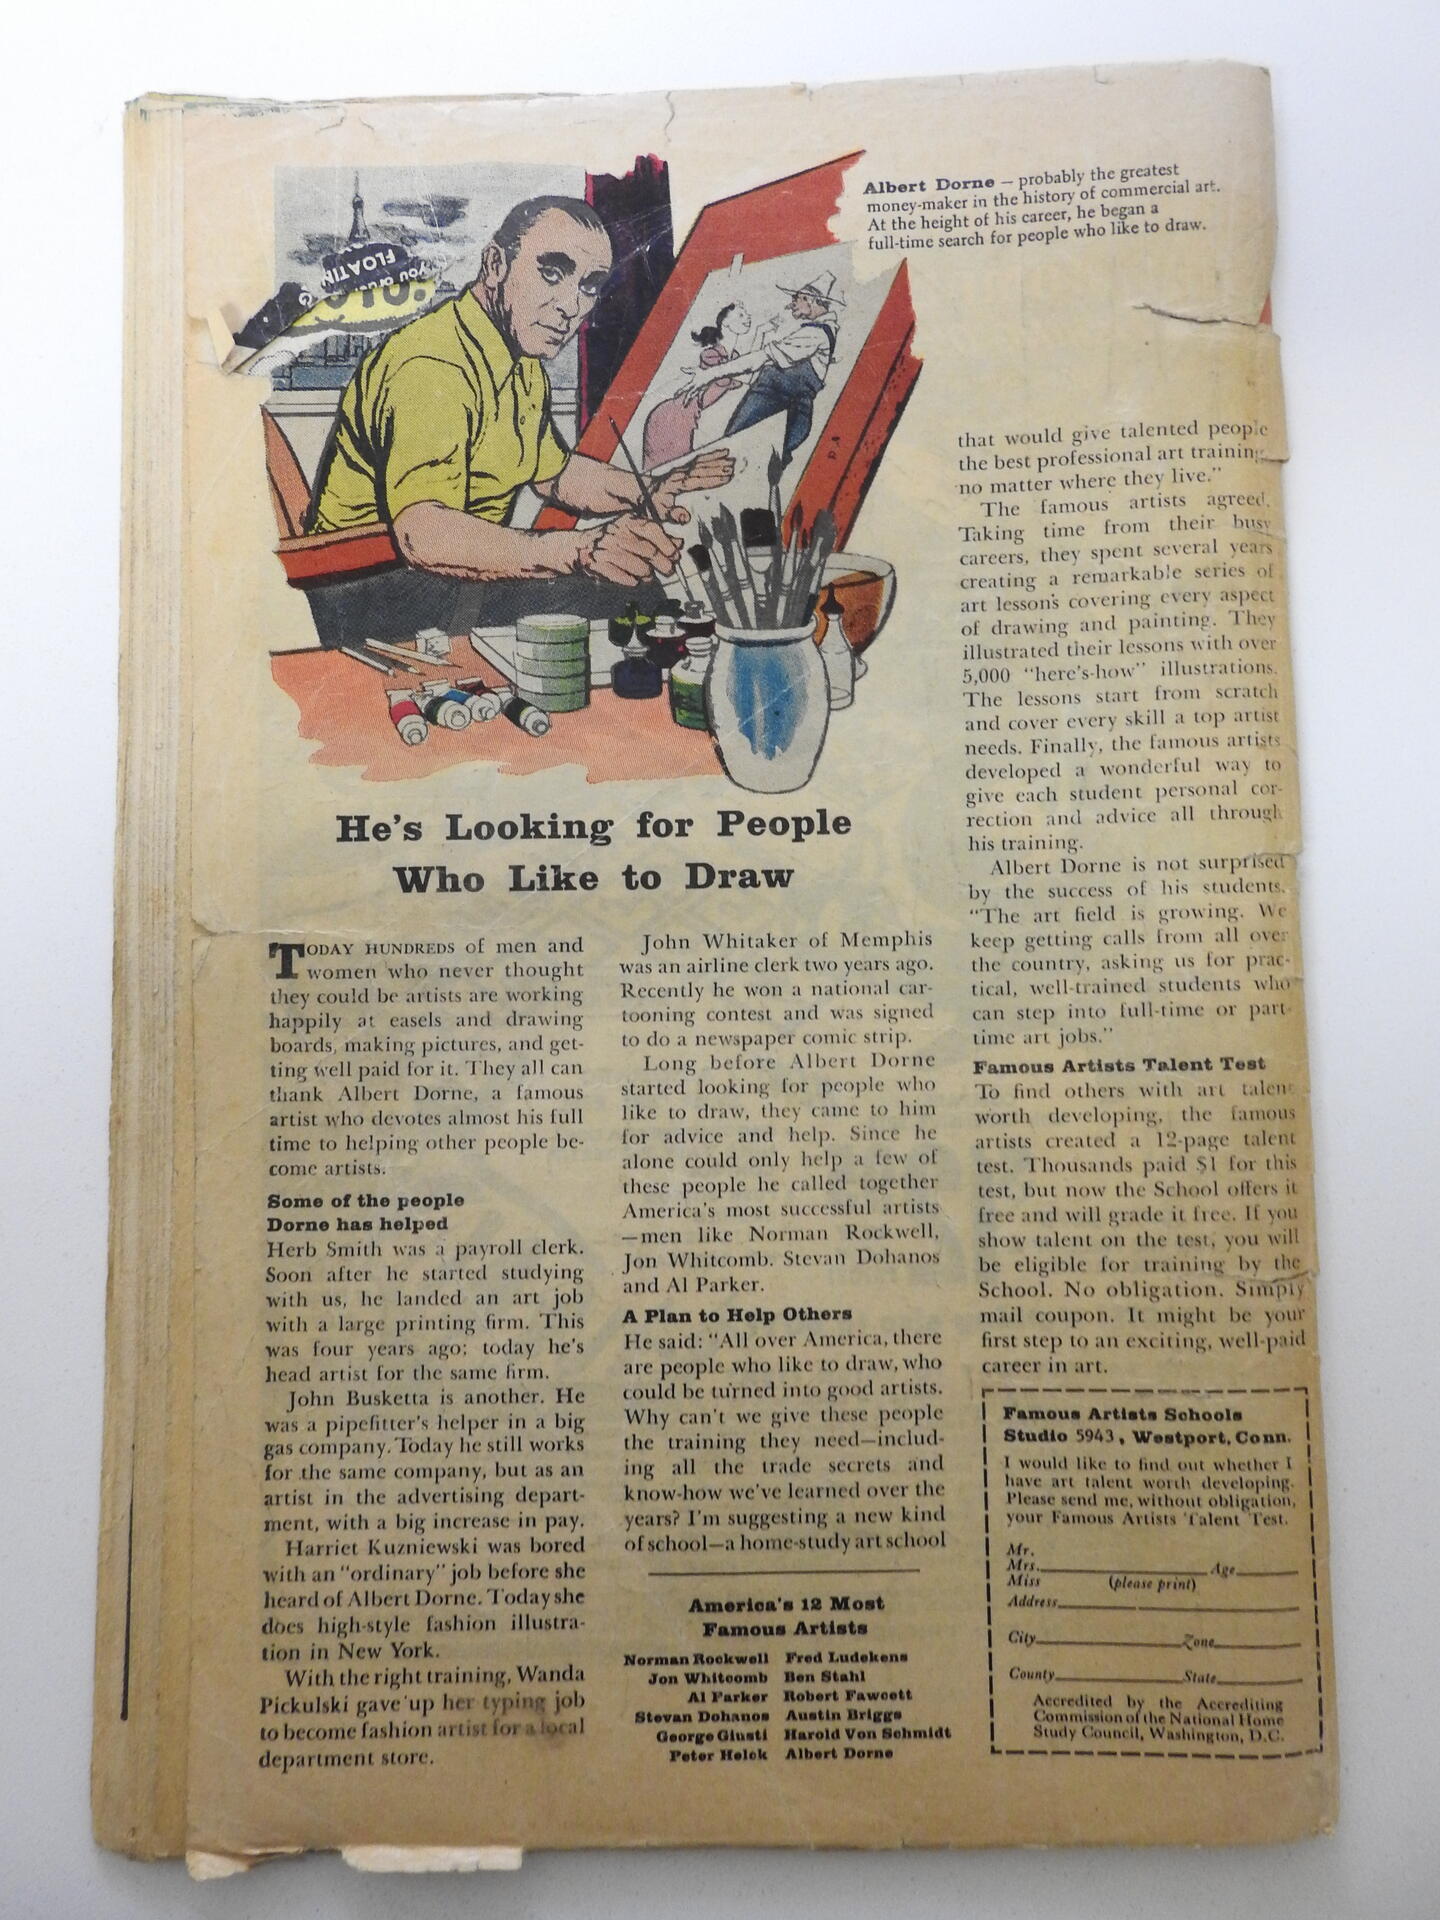 Albert Dorne — probably the greatest
money-maker in the history of commercial art.
At the height of his career, he began a
full-time search for people who like to draw.
FLOATIN
you
D.A
He's Looking for People
Who Like to Draw
TODAY HUNDREDS of men and
women who never thought
they could be artists are working
happily at easels and drawing
boards, making pictures, and get-
ting well paid for it. They all can
thank Albert Dorne, a famous
artist who devotes almost his full
time to helping other people be-
come artists.
Some of the people
Dorne has helped
Herb Smith was a payroll clerk.
Soon after he started studying
with us, he landed an art job
with a large printing firm. This
was four years ago; today he's
head artist for the same firm.
John Busketta is another. He
was a pipefitter's helper in a big
gas company. Today he still works
for the same company, but as an
artist in the advertising depart-
ment, with a big increase in pay.
Harriet Kuzniewski was bored
with an "ordinary" job before she
heard of Albert Dorne. Today she
does high-style fashion illustra-
tion in New York.
With the right training, Wanda
Pickulski gave up her typing job
to become fashion artist for a local
department store.
John Whitaker of Memphis
was an airline clerk two years ago.
Recently he won a national car-
tooning contest and was signed
to do a newspaper comic strip.
Long before Albert Dorne
started looking for people who
like to draw, they came to him
for advice and help. Since he
alone could only help a few of
these people he called together
America's most successful artists
—men like Norman Rockwell,
Jon Whitcomb, Stevan Dohanos
and Al Parker.
A Plan to Help Others
He said: "All over America, there
are people who like to draw, who
could be turned into good artists.
Why can't we give these people
the training they need—includ-
ing all the trade secrets and
know-how we've learned over the
years? I'm suggesting a new kind
of school—a home-study art school
America's 12 Most
Famous Artists
Norman Rockwell Fred Ludekens
Jon Whitcomb Ben Stahl
Al Parker Robert Fawcett
Stevan Dohanos Austin Briggs
George Giusti Harold Von Schmidt
Peter Helck Albert Dorne
that would give talented people
the best professional art training,
no matter where they live."
The famous artists agreed.
Taking time from their busy
careers, they spent several years
creating a remarkable series of
art lessons covering every aspect
of drawing and painting. They
illustrated their lessons with over
5,000 "here's-how" illustrations.
The lessons start from scratch
and cover every skill a top artist
needs. Finally, the famous artists
developed a wonderful way to
give each student personal cor-
rection and advice all through
his training.
Albert Dorne is not surprised
by the success of his students.
"The art field is growing. We
keep getting calls from all over
the country, asking us for prac-
tical, well-trained students who
can step into full-time or part-
time art jobs."
Famous Artists Talent Test
To find others with art talent
worth developing, the famous
artists created a 12-page talent
test. Thousands paid $1 for this
test, but now the School offers it
free and will grade it free. If you
show talent on the test, you will
be eligible for training by the
School. No obligation. Simply
mail coupon. It might be your
first step to an exciting, well-paid
career in art.
Famous Artists Schools
Studio 5943, Westport, Conn.
I would like to find out whether I
have art talent worth developing.
Please send me, without obligation,
your Famous Artists Talent Test.
Mr.
Mrs. Age
Miss (please print)
Address
City Zone
County State
Accredited by the Accrediting
Commission of the National Home
Study Council, Washington, D.C.